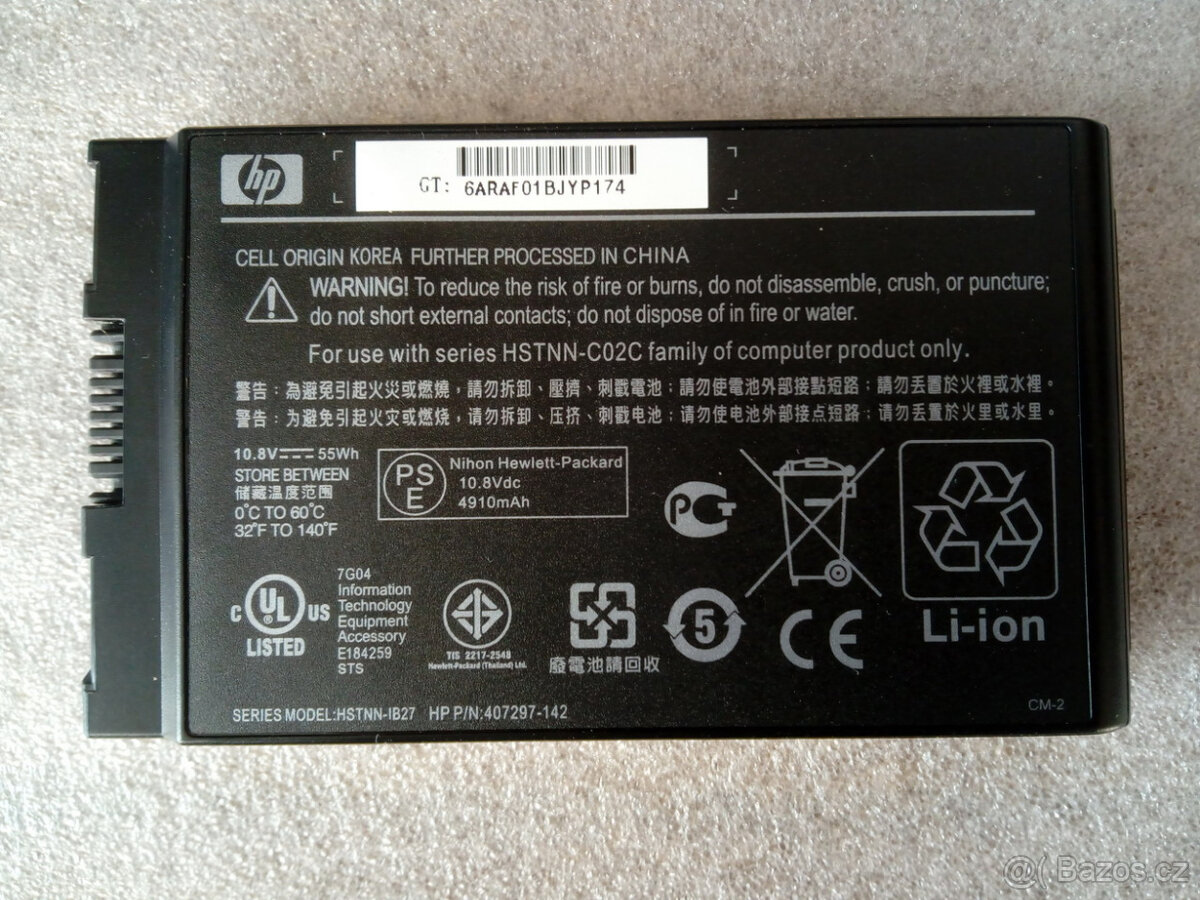 hp
GT: 6ARAF01BJYP174
CELL ORIGIN KOREA FURTHER PROCESSED IN CHINA
WARNING! To reduce the risk of fire or burns, do not disassemble, crush, or puncture;
do not short external contacts; do not dispose of in fire or water.
For use with series HSTNN-C02C family of computer product only.
警告：為避免引起火災或燃燒，請勿拆卸、壓擠、刺戳電池；請勿使電池外部接點短路；請勿丟置於火裡或水裡。
警告：为避免引起火灾或燃烧，请勿拆卸、压挤、刺戳电池；请勿使电池外部接点短路；请勿丢置于火里或水里。
10.8V 55Wh
STORE BETWEEN
储藏温度范围
0°C TO 60°C
32°F TO 140°F
PS
E
Nihon Hewlett-Packard
10.8Vdc
4910mAh
PCT
C UL US
LISTED
7G04
Information
Technology
Equipment
Accessory
E184259
STS
TIS 2217-2548
Hewlett-Packard (Thailand) Ltd.
廢電池請回收
5
CE
Li-ion
SERIES MODEL:HSTNN-IB27 HP P/N:407297-142
CM-2
@( Bazos.cz